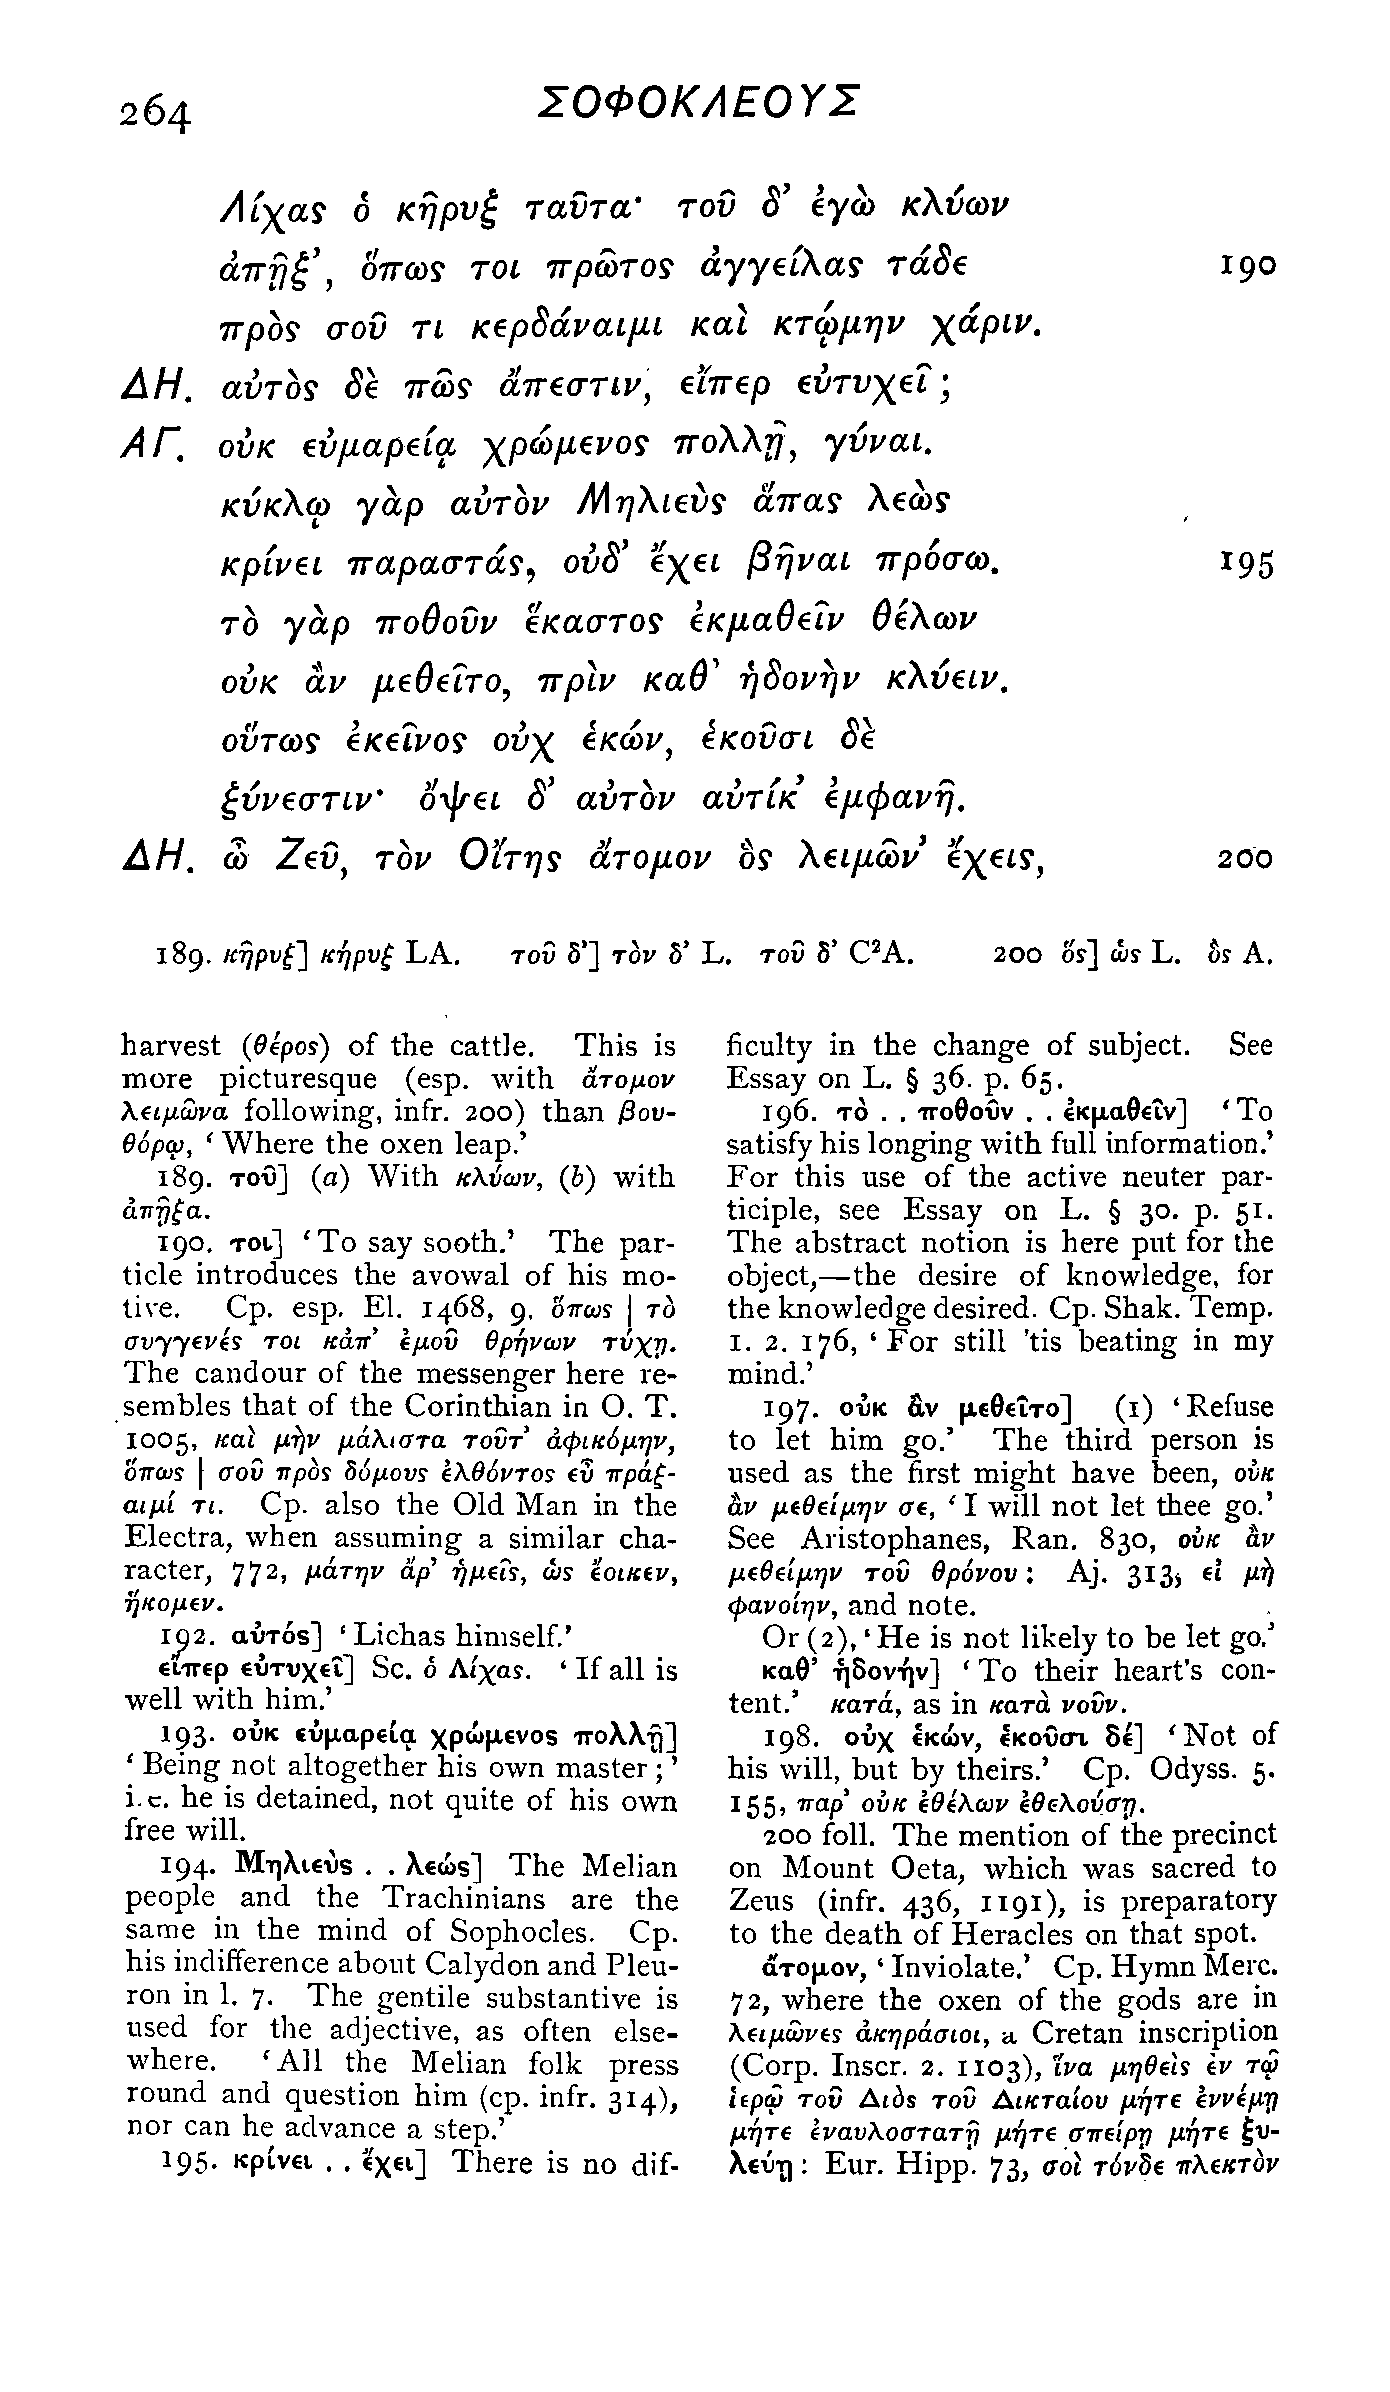 264
ΣΟΦΟΚΛΕΟΥΣ
Λίχας ὁ κῆρυξ ταῦτα· τοῦ δ’ ἐγὼ κλύων
ἀπῇξ’, ὅπως τοι πρῶτος ἀγγείλας τάδε 190
πρὸς σοῦ τι κερδάναιμι καὶ κτῴμην χάριν.
ΔΗ. αὐτὸς δὲ πῶς ἄπεστιν, εἴπερ εὐτυχεῖ;
ΑΓ. οὐκ εὐμαρείᾳ χρώμενος πολλῇ, γύναι.
κύκλῳ γὰρ αὐτὸν Μηλιεὺς ἅπας λεὼς
κρίνει παραστάς, οὐδ’ ἔχει βῆναι πρόσω. 195
τὸ γὰρ ποθοῦν ἕκαστος ἐκμαθεῖν θέλων
οὐκ ἂν μεθεῖτο, πρὶν καθ’ ἡδονὴν κλύειν.
οὕτως ἐκεῖνος οὐχ ἑκών, ἑκοῦσι δὲ
ξύνεστιν· ὄψει δ’ αὐτὸν αὐτίκ’ ἐμφανῆ.
ΔΗ. ὦ Ζεῦ, τὸν Οἴτης ἄτομον ὃς λειμῶν’ ἔχεις, 200
189. κῆρυξ] κήρυξ LA. τοῦ δ’] τὸν δ’ L. τοῦ δ’ C²A. 200 ὅς] ὡς L. ὃς A.
harvest (θέρος) of the cattle. This is
more picturesque (esp. with ἄτομον
λειμῶνα following, infr. 200) than βου-
θόρῳ, ‘Where the oxen leap.’
189. τοῦ] (a) With κλύων, (b) with
ἀπῇξα.
190. τοι] ‘To say sooth.’ The par-
ticle introduces the avowal of his mo-
tive. Cp. esp. El. 1468, 9, ὅπως | τὸ
συγγενές τοι κἀπ’ ἐμοῦ θρήνων τύχῃ.
The candour of the messenger here re-
sembles that of the Corinthian in O. T.
1005, καὶ μὴν μάλιστα τοῦτ’ ἀφικόμην,
ὅπως | σοῦ πρὸς δόμους ἐλθόντος εὖ πράξ-
αιμί τι. Cp. also the Old Man in the
Electra, when assuming a similar cha-
racter, 772, μάτην ἄρ’ ἡμεῖς, ὡς ἔοικεν,
ἥκομεν.
192. αὐτός] ‘Lichas himself.’
εἴπερ εὐτυχεῖ] Sc. ὁ Λίχας. ‘If all is
well with him.’
193. οὐκ εὐμαρείᾳ χρώμενος πολλῇ]
‘Being not altogether his own master;’
i.e. he is detained, not quite of his own
free will.
194. Μηλιεὺς . . λεώς] The Melian
people and the Trachinians are the
same in the mind of Sophocles. Cp.
his indifference about Calydon and Pleu-
ron in l. 7. The gentile substantive is
used for the adjective, as often else-
where. ‘All the Melian folk press
round and question him (cp. infr. 314),
nor can he advance a step.’
195. κρίνει . . ἔχει] There is no dif-
ficulty in the change of subject. See
Essay on L. § 36. p. 65.
196. τὸ . . ποθοῦν . . ἐκμαθεῖν] ‘To
satisfy his longing with full information.’
For this use of the active neuter par-
ticiple, see Essay on L. § 30. p. 51.
The abstract notion is here put for the
object,—the desire of knowledge, for
the knowledge desired. Cp. Shak. Temp.
1. 2. 176, ‘For still ’tis beating in my
mind.’
197. οὐκ ἂν μεθεῖτο] (1) ‘Refuse
to let him go.’ The third person is
used as the first might have been, οὐκ
ἂν μεθείμην σε, ‘I will not let thee go.’
See Aristophanes, Ran. 830, οὐκ ἂν
μεθείμην τοῦ θρόνου: Aj. 313, εἰ μὴ
φανοίην, and note.
Or (2), ‘He is not likely to be let go.’
καθ’ ἡδονήν] ‘To their heart's con-
tent.’ κατά, as in κατὰ νοῦν.
198. οὐχ ἑκών, ἑκοῦσι δέ] ‘Not of
his will, but by theirs.’ Cp. Odyss. 5.
155, παρ’ οὐκ ἐθέλων ἐθελούσῃ.
200 foll. The mention of the precinct
on Mount Oeta, which was sacred to
Zeus (infr. 436, 1191), is preparatory
to the death of Heracles on that spot.
ἄτομον, ‘Inviolate.’ Cp. Hymn Merc.
72, where the oxen of the gods are in
λειμῶνες ἀκηράσιοι, a Cretan inscription
(Corp. Inscr. 2. 1103), ἵνα μηθεὶς ἐν τῷ
ἱερῷ τοῦ Διὸς τοῦ Δικταίου μήτε ἐννέμῃ
μήτε ἐναυλοστατῇ μήτε σπείρῃ μήτε ξυ-
λεύῃ: Eur. Hipp. 73, σοὶ τόνδε πλεκτὸν